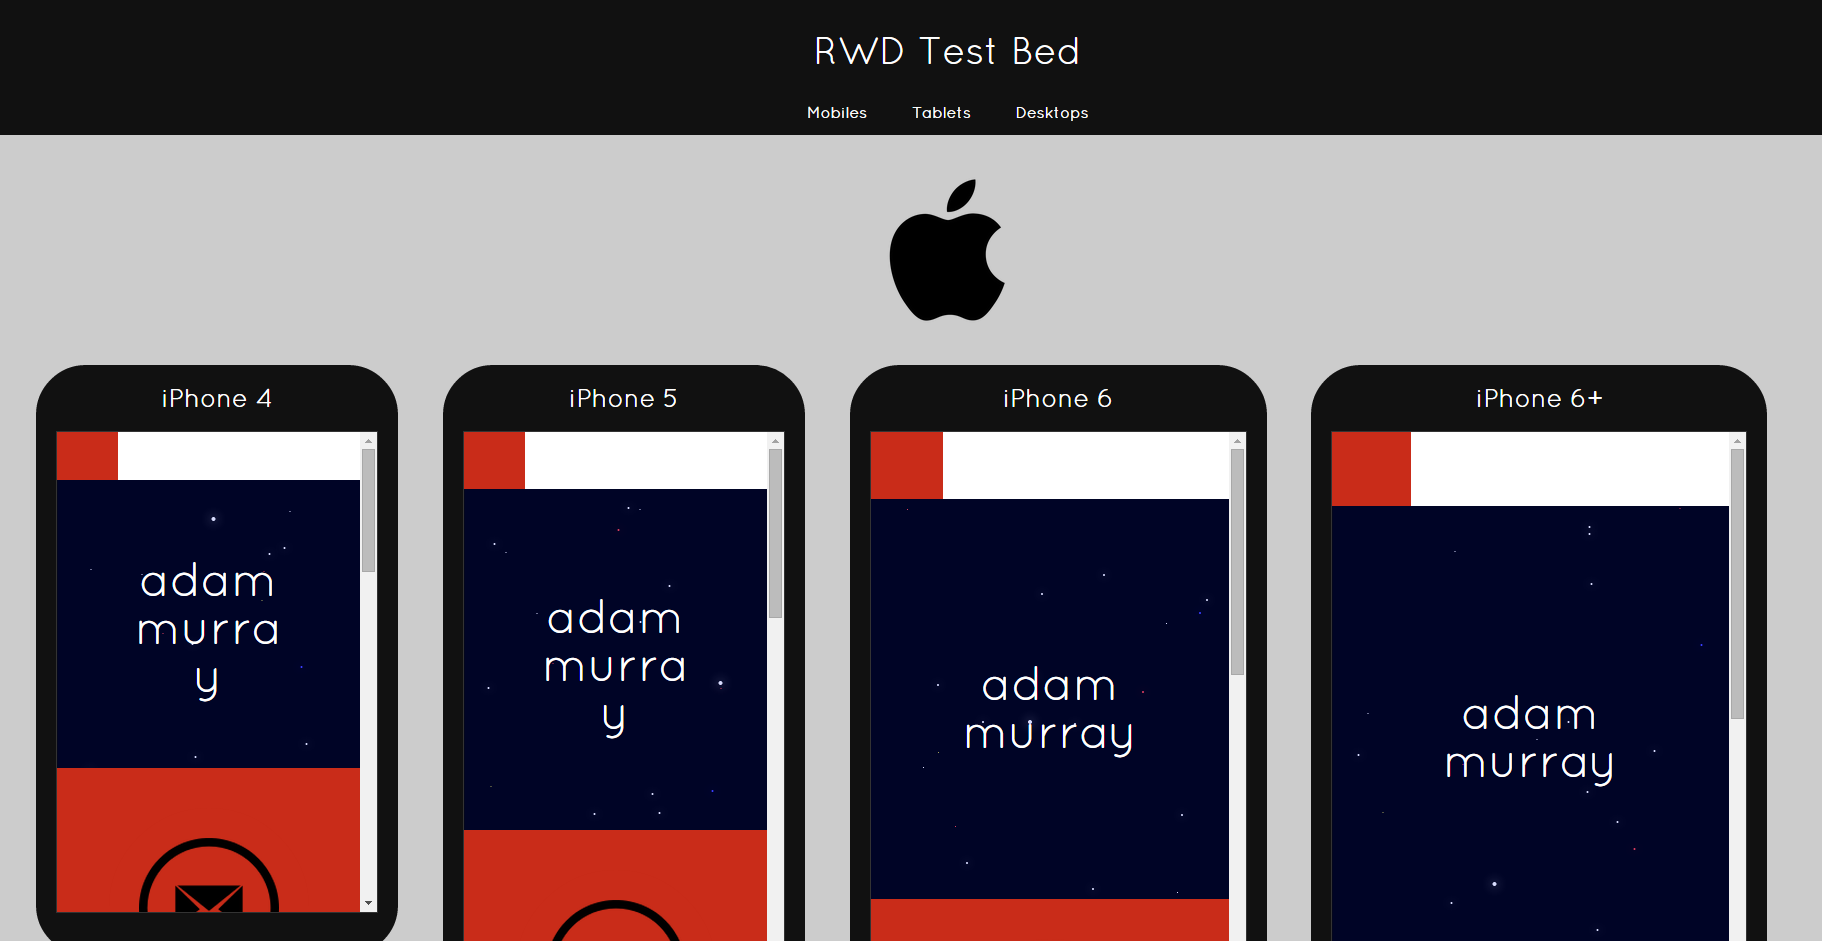 RWD Test Bed
Mobiles Tablets Desktops
iPhone 4
adam
murra
y
iPhone 5
adam
murra
y
iPhone 6
adam
murray
iPhone 6+
adam
murray